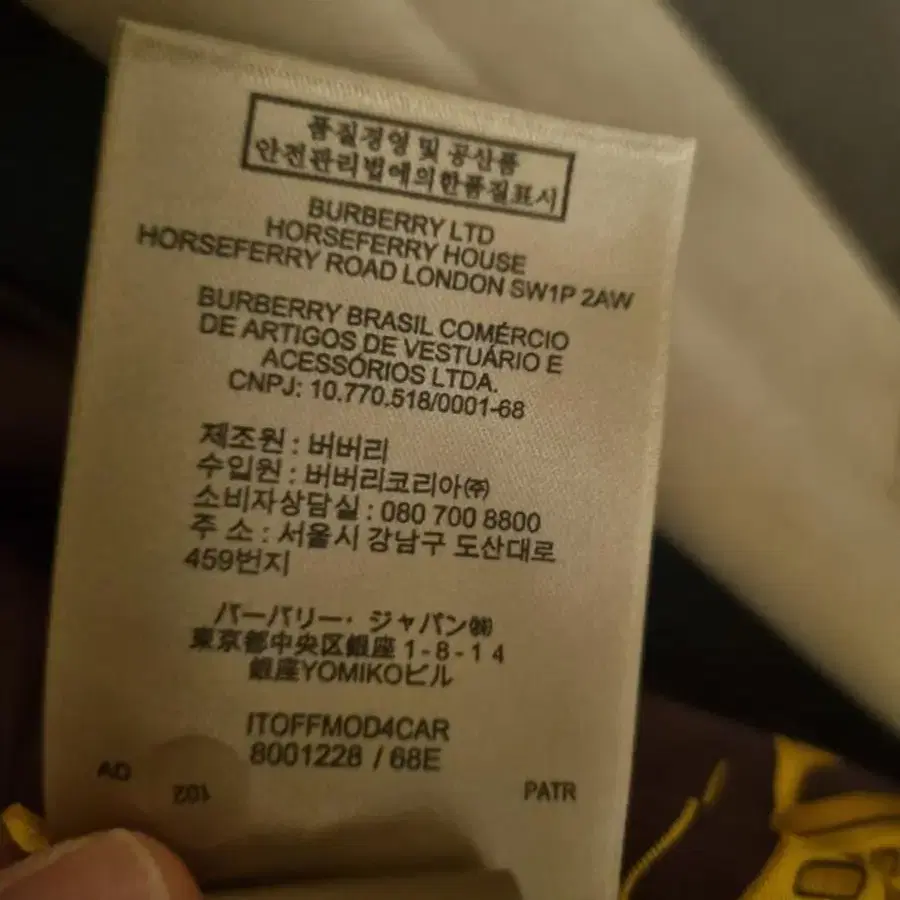 품질경영 및 공산품
안전관리법에의한품질표시
BURBERRY LTD
HORSEFERRY HOUSE
HORSEFERRY ROAD LONDON SW1P 2AW
BURBERRY BRASIL COMÉRCIO
DE ARTIGOS DE VESTUÁRIO E
ACESSÓRIOS LTDA.
CNPJ: 10.770.518/0001-68
제조원 : 버버리
수입원 : 버버리코리아㈜
소비자상담실 : 080 700 8800
주 소 : 서울시 강남구 도산대로
459번지
バーバリー・ジャパン㈱
東京都中央区銀座 1-8-14
銀座YOMIKOビル
ITOFFMOD4CAR
8001228 / 68E
AD
PATR